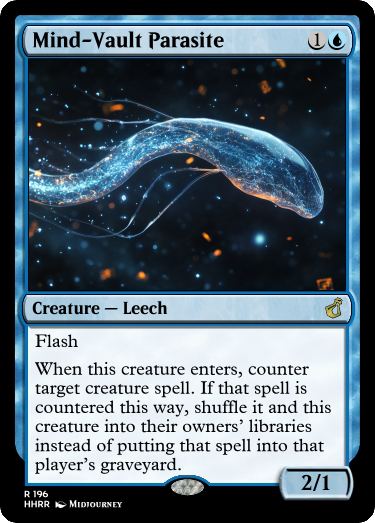 Mind-Vault Parasite 1
Creature — Leech
Flash
When this creature enters, counter
target creature spell. If that spell is
countered this way, shuffle it and this
creature into their owners' libraries
instead of putting that spell into that
player's graveyard.
2/1
R 196
HHRR Midjourney